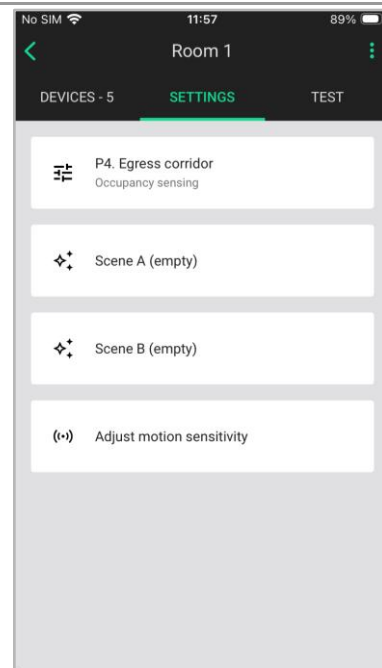 No SIM 11:57 89%
Room 1
DEVICES - 5 SETTINGS TEST
P4. Egress corridor
Occupancy sensing
Scene A (empty)
Scene B (empty)
Adjust motion sensitivity